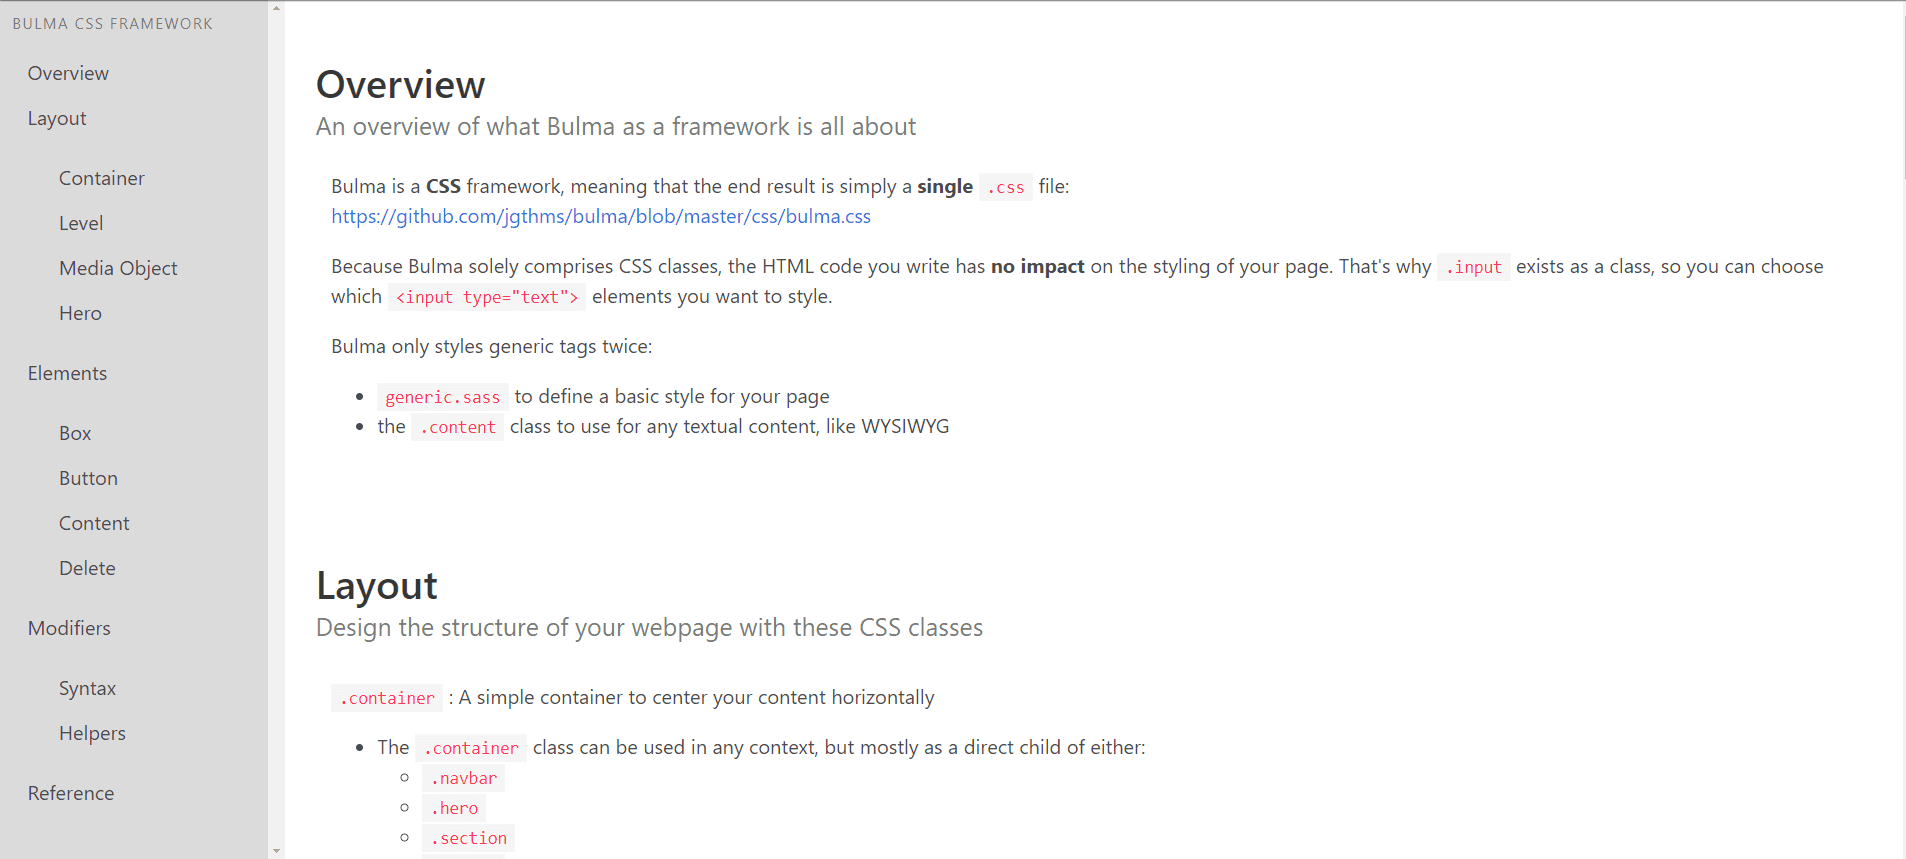 BULMA CSS FRAMEWORK
Overview
Layout
Container
Level
Media Object
Hero
Elements
Box
Button
Content
Delete
Modifiers
Syntax
Helpers
Reference
Overview
An overview of what Bulma as a framework is all about
Bulma is a CSS framework, meaning that the end result is simply a single .css file:
https://github.com/jgthms/bulma/blob/master/css/bulma.css
Because Bulma solely comprises CSS classes, the HTML code you write has no impact on the styling of your page. That's why .input exists as a class, so you can choose
which <input type="text"> elements you want to style.
Bulma only styles generic tags twice:
• generic.sass to define a basic style for your page
• the .content class to use for any textual content, like WYSIWYG
Layout
Design the structure of your webpage with these CSS classes
.container : A simple container to center your content horizontally
• The .container class can be used in any context, but mostly as a direct child of either:
◦ .navbar
◦ .hero
◦ .section